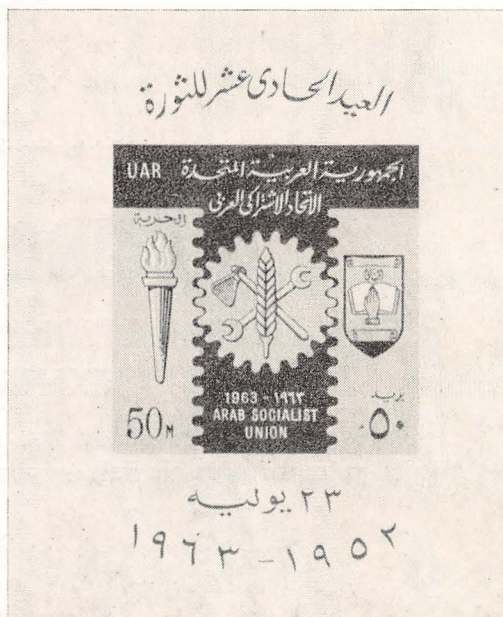 العيد الحادى عشر للثورة
UAR الجمهورية العربية المتحدة
الاتحاد الاشتراكى العربى
الحرية
1963 - ١٩٦٣
ARAB SOCIALIST
UNION
50M
بريد
٥٠
٢٣ يوليه
١٩٥٢ - ١٩٦٣